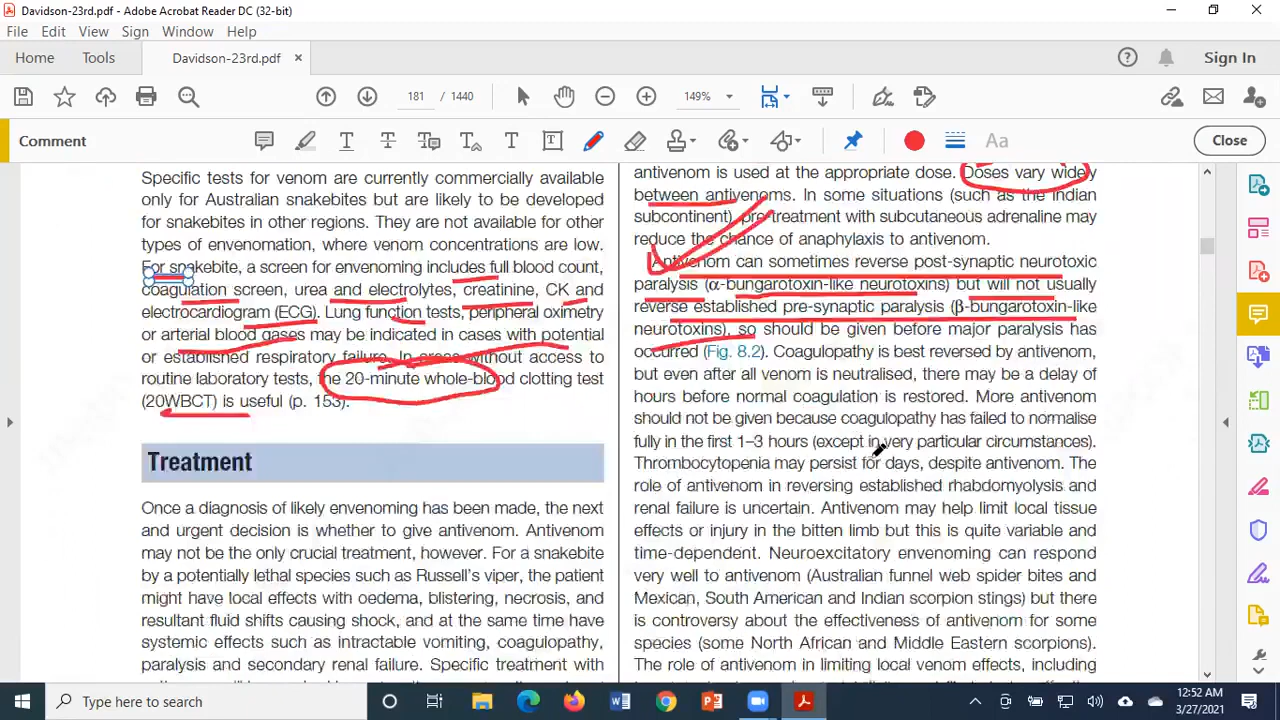 Davidson-23rd.pdf - Adobe Acrobat Reader DC (32-bit)
File Edit View Sign Window Help
Home Tools Davidson-23rd.pdf × Sign In
181 / 1440 149%
Comment Aa Close
Specific tests for venom are currently commercially available
only for Australian snakebites but are likely to be developed
for snakebites in other regions. They are not available for other
types of envenomation, where venom concentrations are low.
For snakebite, a screen for envenoming includes full blood count,
coagulation screen, urea and electrolytes, creatinine, CK and
electrocardiogram (ECG). Lung function tests, peripheral oximetry
or arterial blood gases may be indicated in cases with potential
or established respiratory failure. In areas without access to
routine laboratory tests, the 20-minute whole-blood clotting test
(20WBCT) is useful (p. 153).
Treatment
Once a diagnosis of likely envenoming has been made, the next
and urgent decision is whether to give antivenom. Antivenom
may not be the only crucial treatment, however. For a snakebite
by a potentially lethal species such as Russell's viper, the patient
might have local effects with oedema, blistering, necrosis, and
resultant fluid shifts causing shock, and at the same time have
systemic effects such as intractable vomiting, coagulopathy,
paralysis and secondary renal failure. Specific treatment with
antivenom is used at the appropriate dose. Doses vary widely
between antivenoms. In some situations (such as the Indian
subcontinent), pre-treatment with subcutaneous adrenaline may
reduce the chance of anaphylaxis to antivenom.
Antivenom can sometimes reverse post-synaptic neurotoxic
paralysis (α-bungarotoxin-like neurotoxins) but will not usually
reverse established pre-synaptic paralysis (β-bungarotoxin-like
neurotoxins), so should be given before major paralysis has
occurred (Fig. 8.2). Coagulopathy is best reversed by antivenom,
but even after all venom is neutralised, there may be a delay of
hours before normal coagulation is restored. More antivenom
should not be given because coagulopathy has failed to normalise
fully in the first 1–3 hours (except in very particular circumstances).
Thrombocytopenia may persist for days, despite antivenom. The
role of antivenom in reversing established rhabdomyolysis and
renal failure is uncertain. Antivenom may help limit local tissue
effects or injury in the bitten limb but this is quite variable and
time-dependent. Neuroexcitatory envenoming can respond
very well to antivenom (Australian funnel web spider bites and
Mexican, South American and Indian scorpion stings) but there
is controversy about the effectiveness of antivenom for some
species (some North African and Middle Eastern scorpions).
The role of antivenom in limiting local venom effects, including
Type here to search
12:52 AM
3/27/2021